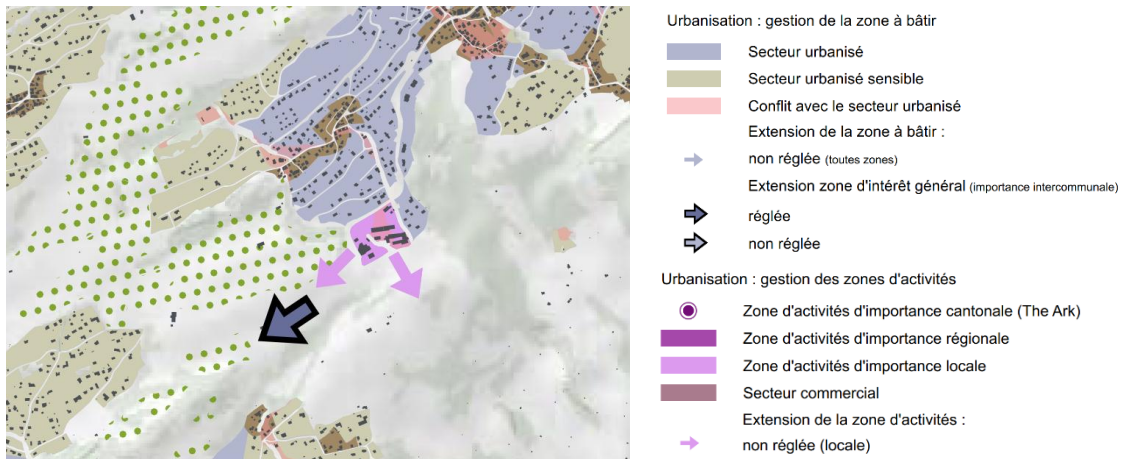 Urbanisation : gestion de la zone à bâtir
Secteur urbanisé
Secteur urbanisé sensible
Conflit avec le secteur urbanisé
Extension de la zone à bâtir :
non réglée (toutes zones)
Extension zone d'intérêt général (importance intercommunale)
réglée
non réglée
Urbanisation : gestion des zones d'activités
Zone d'activités d'importance cantonale (The Ark)
Zone d'activités d'importance régionale
Zone d'activités d'importance locale
Secteur commercial
Extension de la zone d'activités :
non réglée (locale)